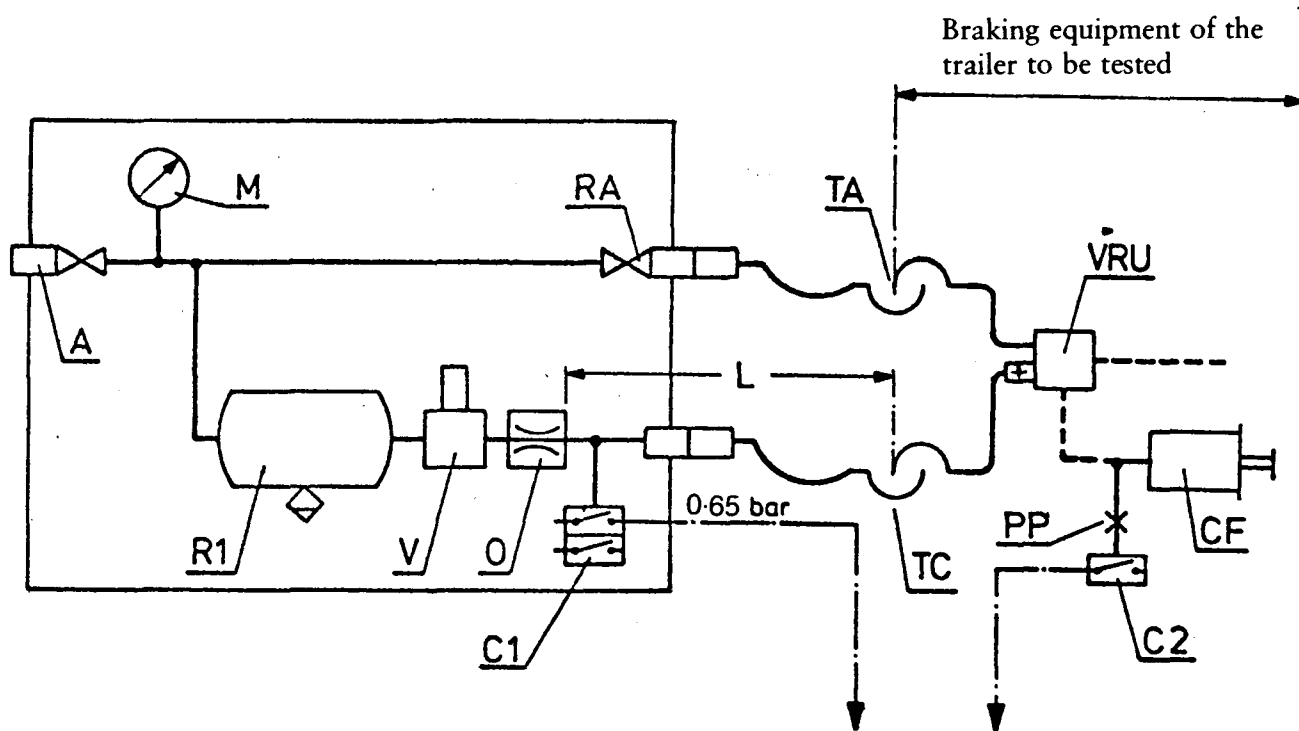 Braking equipment of the
trailer to be tested
M
RA
TA
VRU
A
L
0·65 bar
R1
V
O
C1
TC
PP
CF
C2